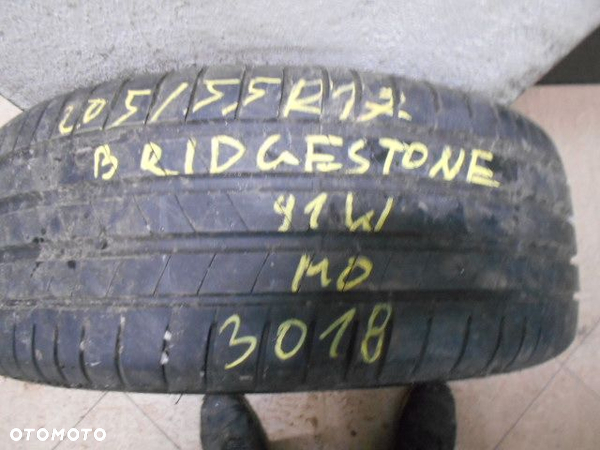 205/55R17
BRIDGESTONE
91W
MO
3018
OTOMOTO